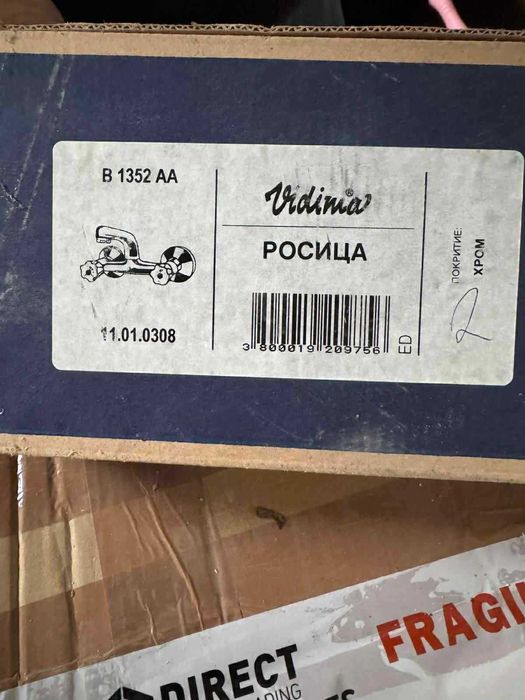 B 1352 AA
11.01.0308
Vidima®
РОСИЦА
3 800019 209756
ED
ПОКРИТИЕ:
ХРОМ
2
FRAGI
DIRECT